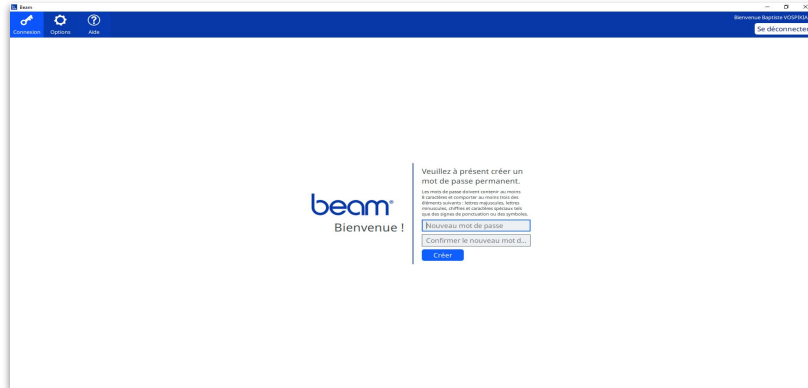 Beam
Bienvenue Baptiste VOSPIKIA
Connexion
Options
Aide
Se déconnecter
Veuillez à présent créer un
mot de passe permanent.
Les mots de passe doivent contenir au moins
8 caractères et comporter au moins trois des
éléments suivants : lettres majuscules, lettres
minuscules, chiffres et caractères spéciaux tels
que des signes de ponctuation ou des symboles.
beam
Bienvenue !
Nouveau mot de passe
Confirmer le nouveau mot d...
Créer